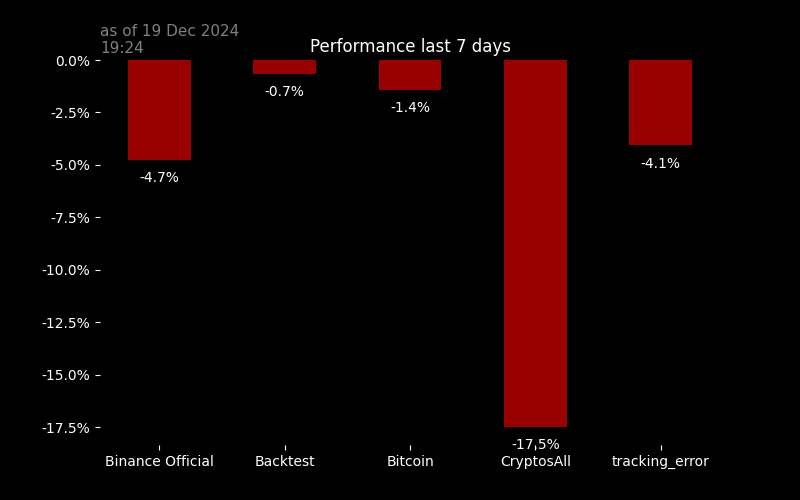 as of 19 Dec 2024
19:24
Performance last 7 days
0.0%
-2.5%
-5.0%
-7.5%
-10.0%
-12.5%
-15.0%
-17.5%
-4.7%
-0.7%
-1.4%
-17.5%
-4.1%
Binance Official
Backtest
Bitcoin
CryptosAll
tracking_error